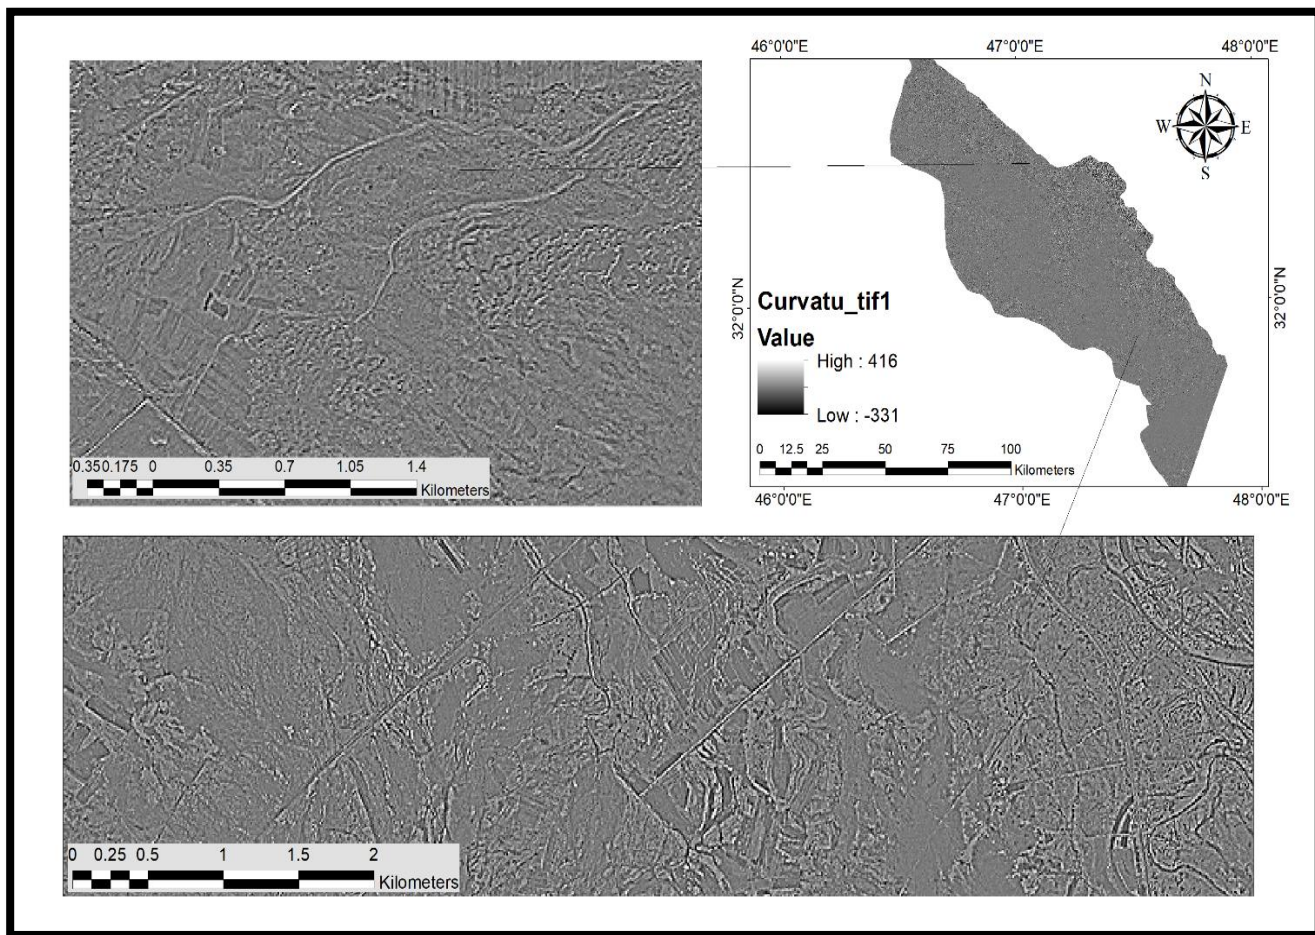 46°0'0"E 47°0'0"E 48°0'0"E
N
W E
S
32°0'0"N
32°0'0"N
Curvatu_tif1
Value
High : 416
Low : -331
0 12.5 25 50 75 100
Kilometers
46°0'0"E 47°0'0"E 48°0'0"E
0.35 0.175 0 0.35 0.7 1.05 1.4
Kilometers
0 0.25 0.5 1 1.5 2
Kilometers